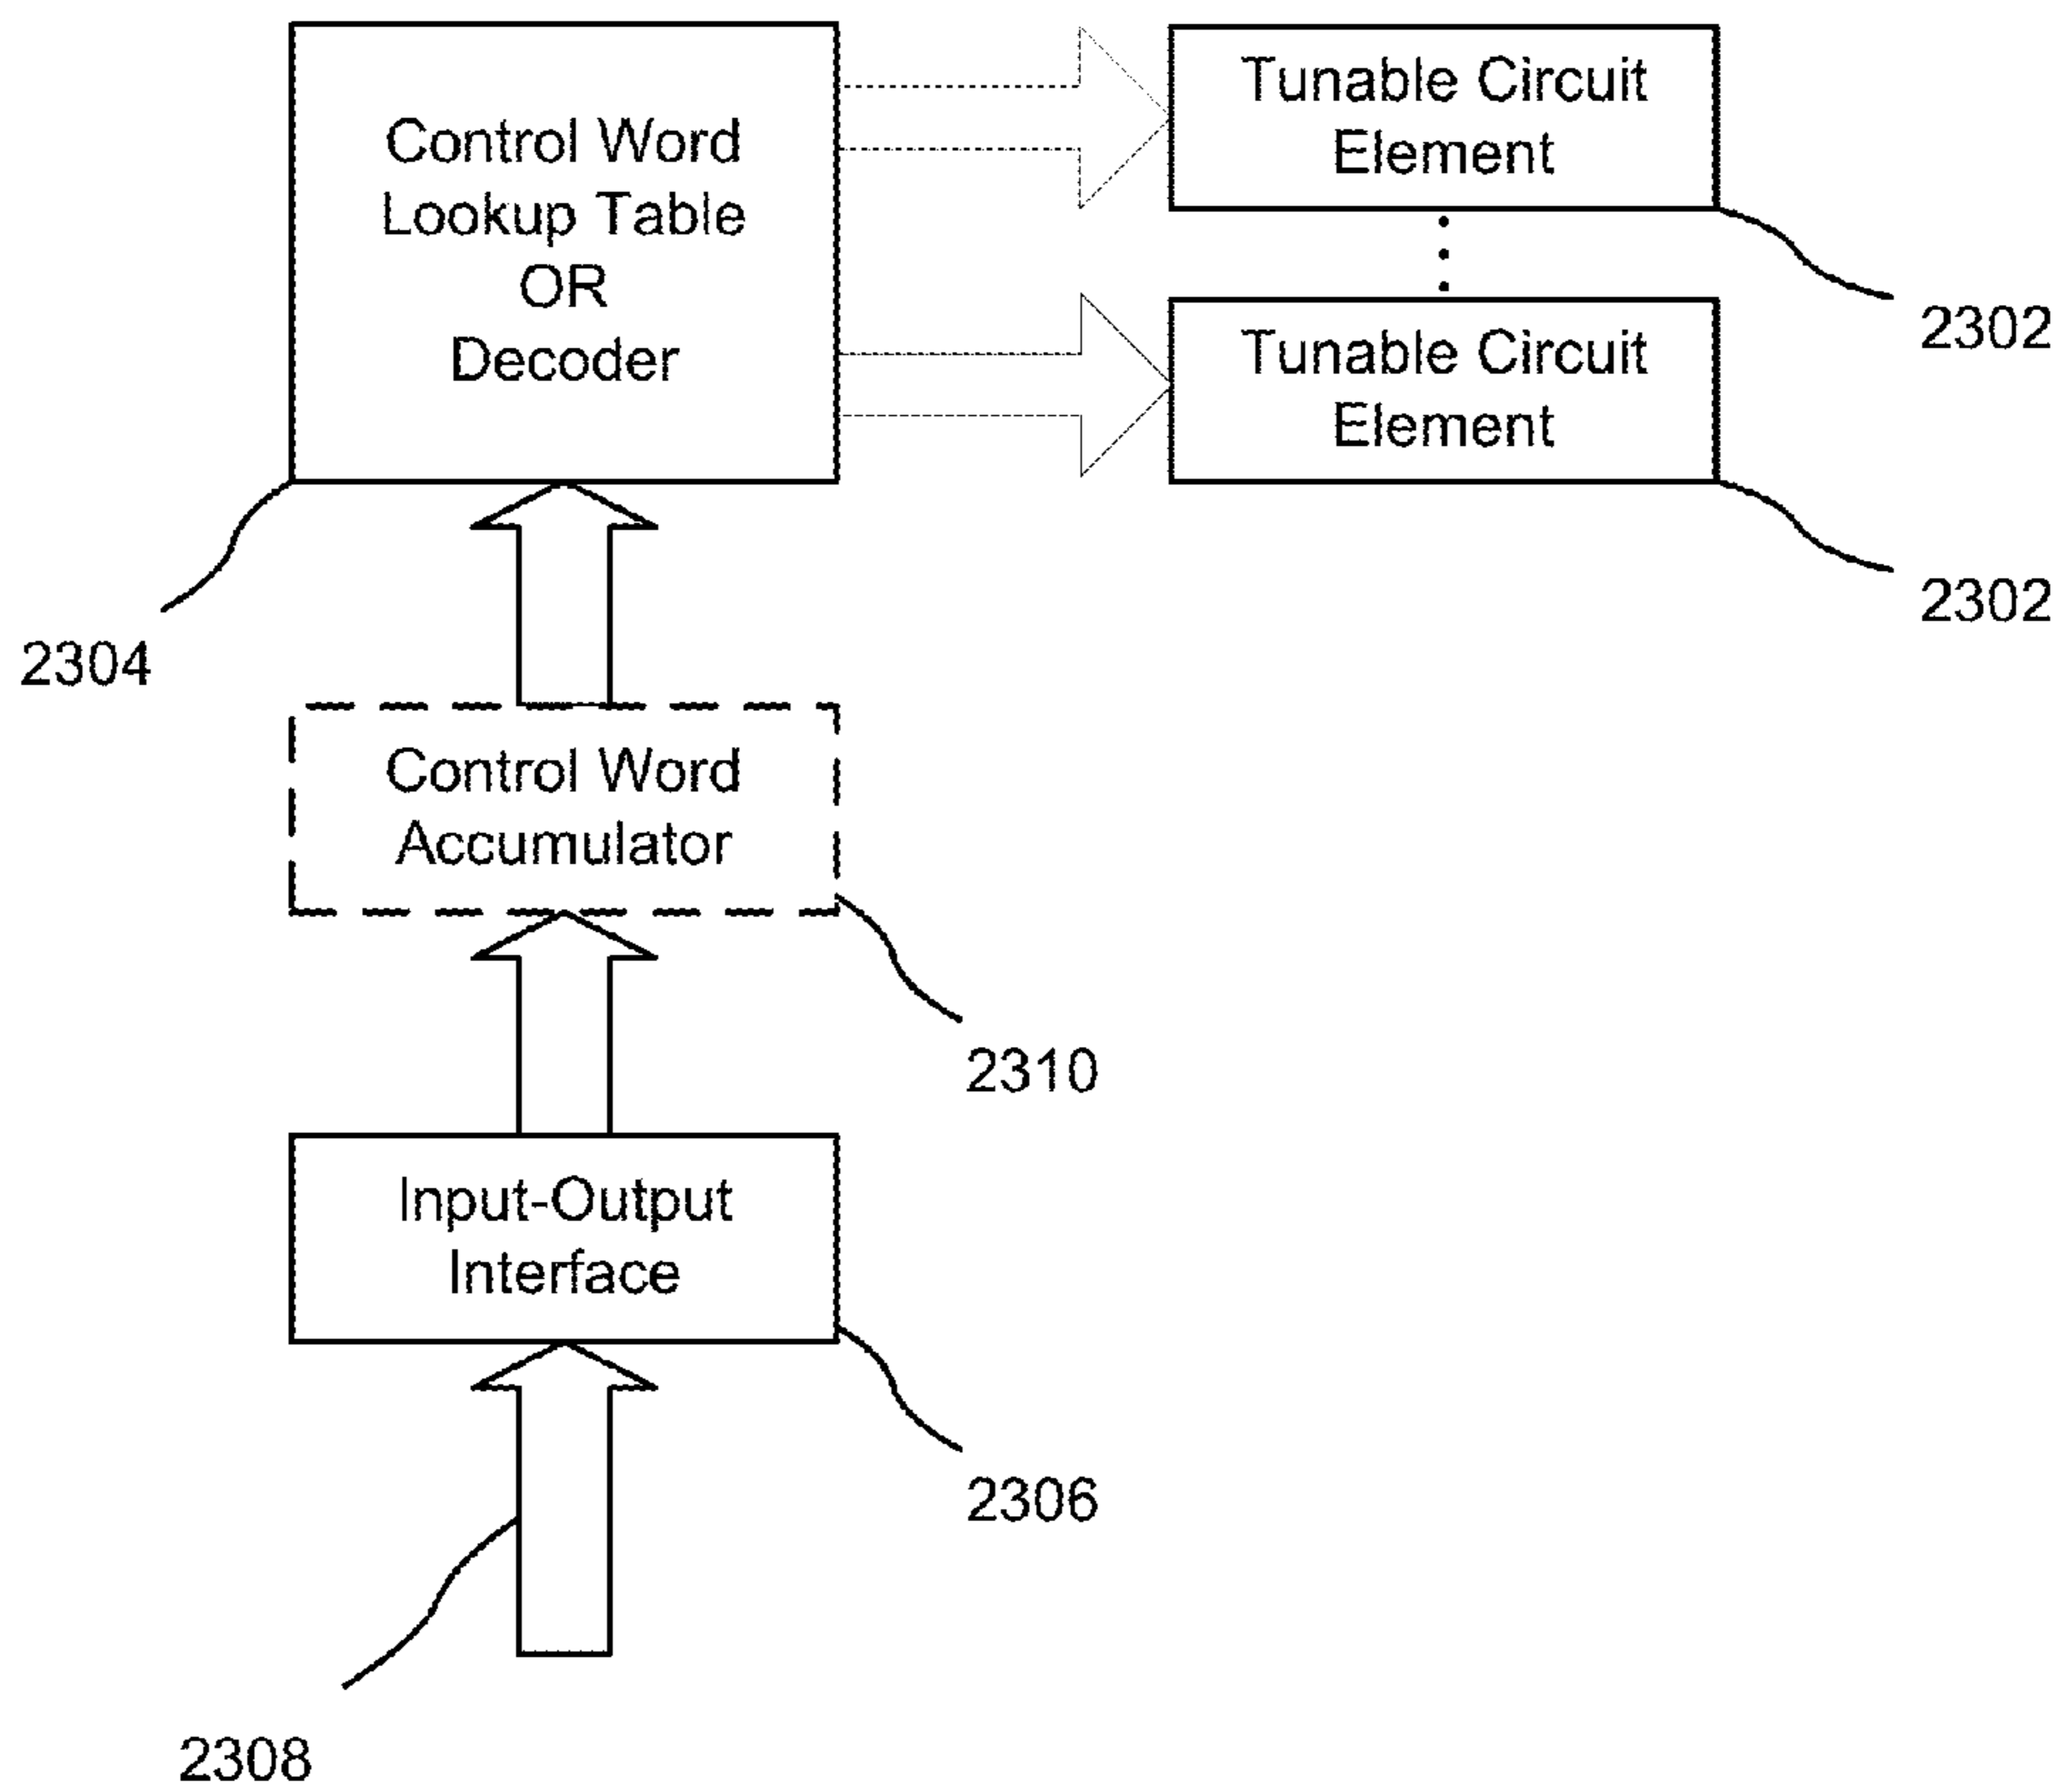 Control Word
Lookup Table
OR
Decoder
Tunable Circuit
Element
2302
Tunable Circuit
Element
2302
2304
Control Word
Accumulator
2310
Input-Output
Interface
2306
2308